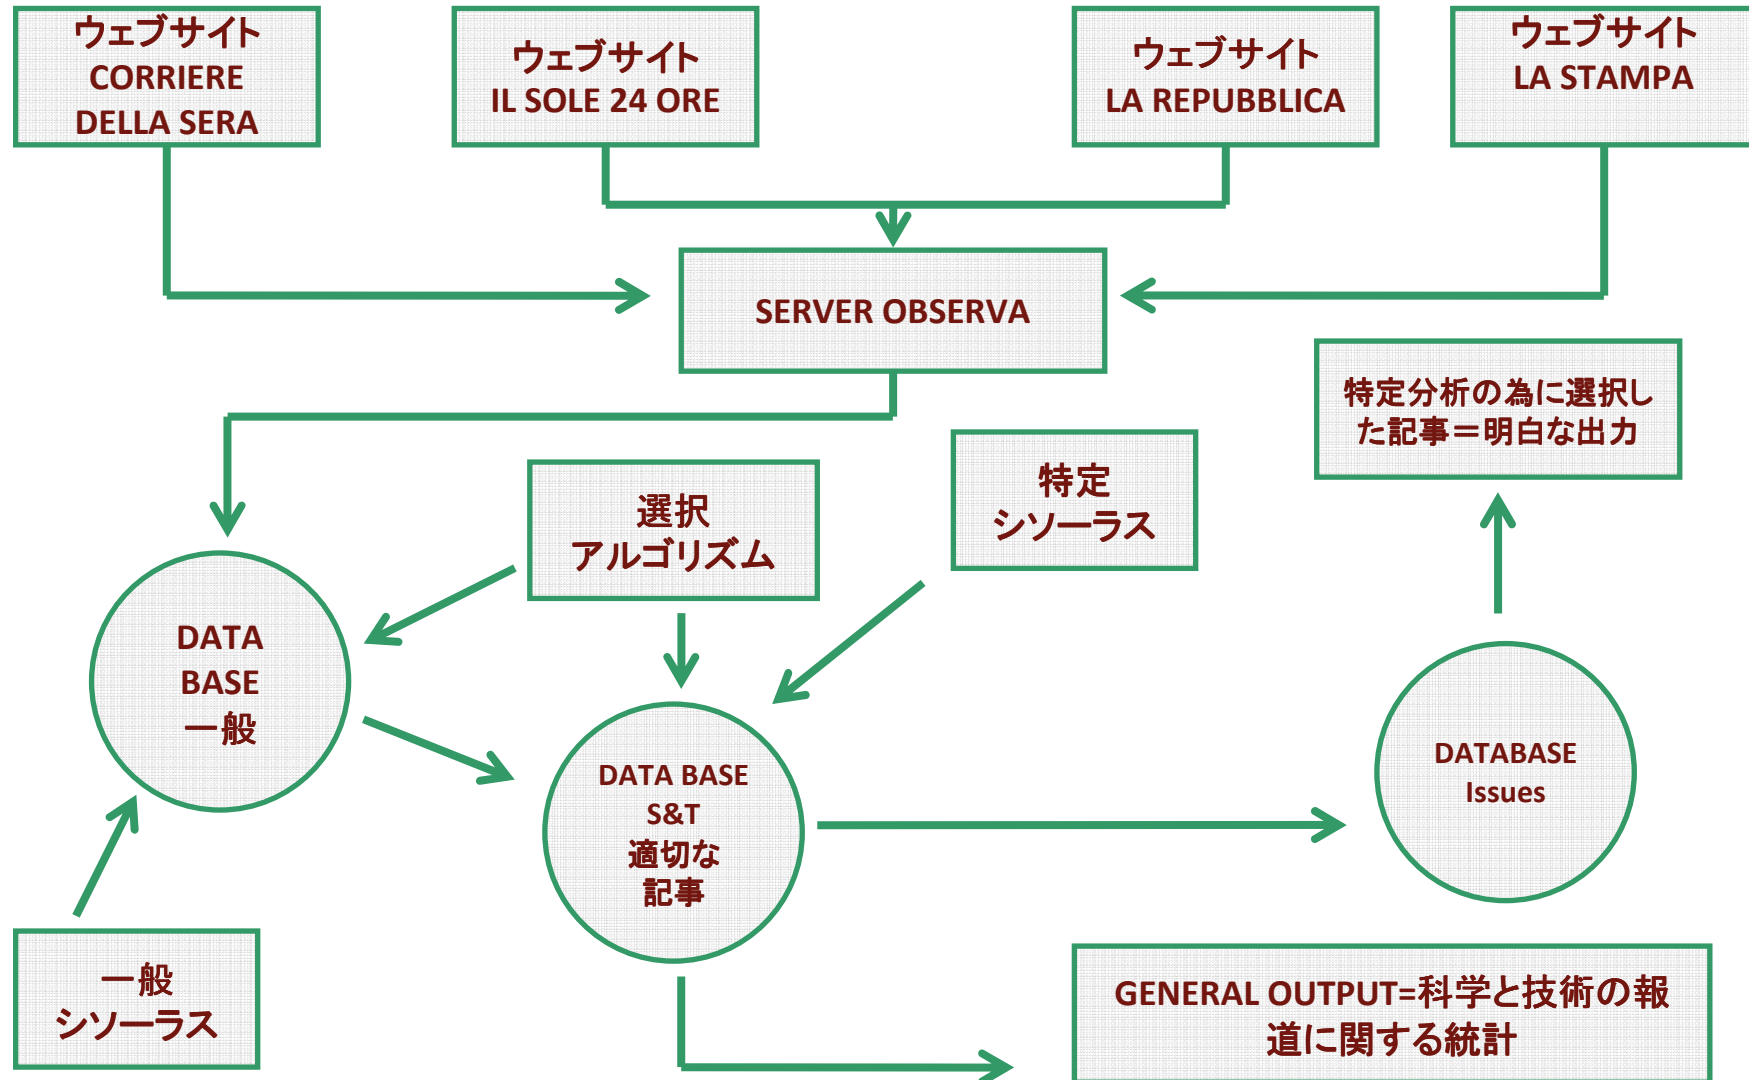 ウェブサイト
CORRIERE
DELLA SERA
ウェブサイト
IL SOLE 24 ORE
ウェブサイト
LA REPUBBLICA
ウェブサイト
LA STAMPA
SERVER OBSERVA
特定分析の為に選択し
た記事＝明白な出力
選択
アルゴリズム
特定
シソーラス
DATA
BASE
一般
DATA BASE
S&T
適切な
記事
DATABASE
Issues
一般
シソーラス
GENERAL OUTPUT=科学と技術の報
道に関する統計